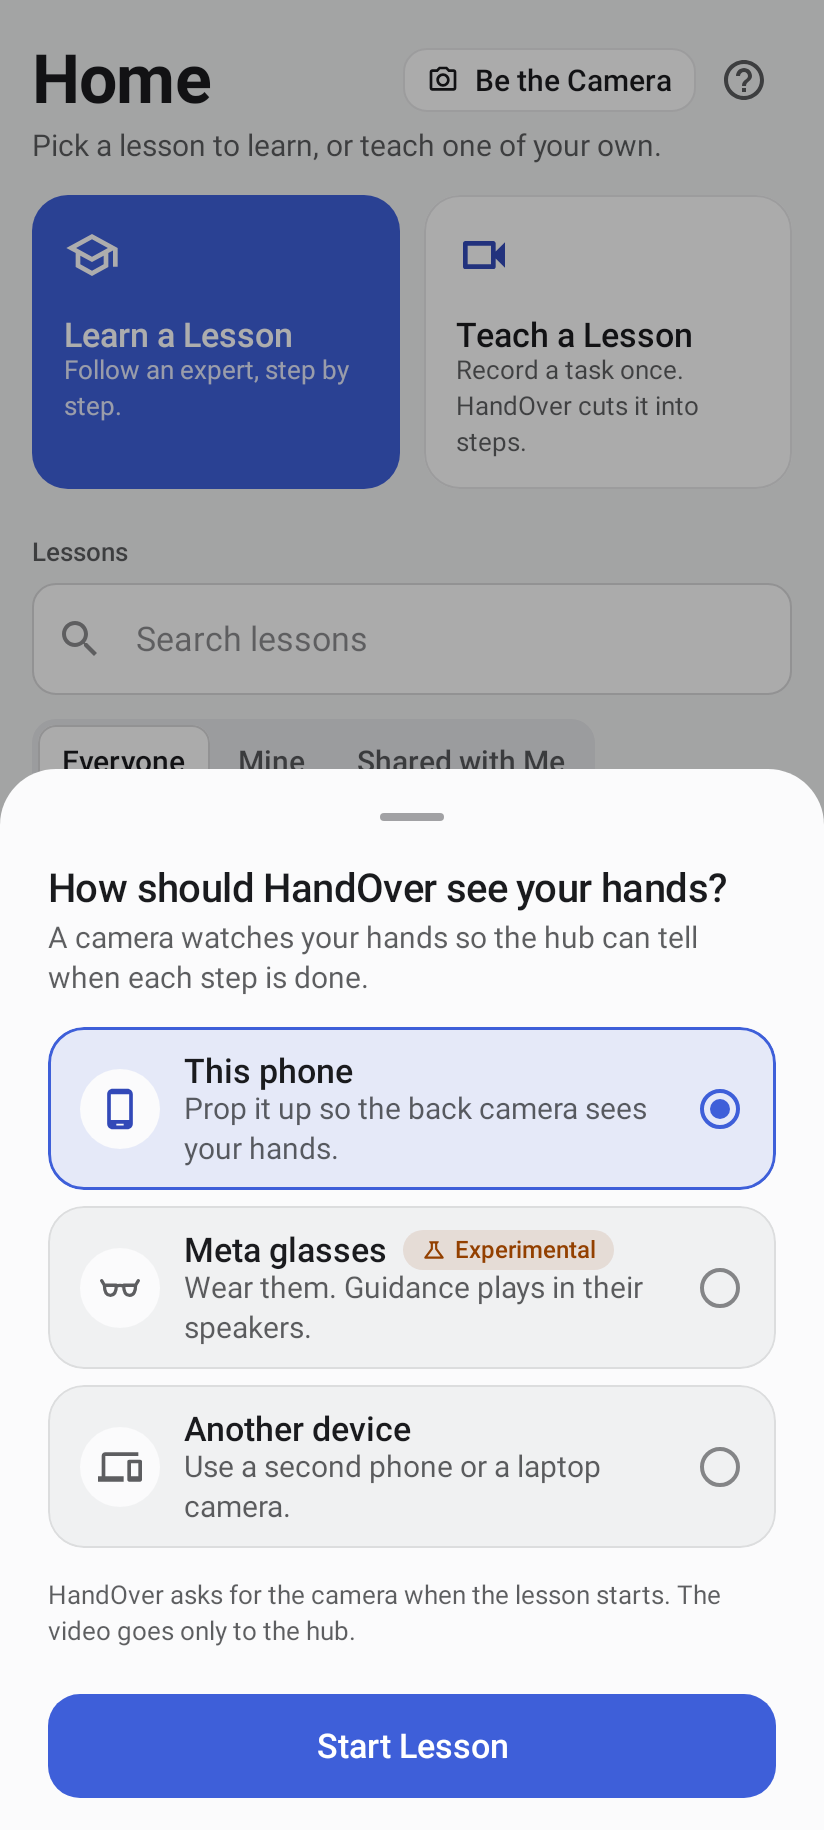 Home
Be the Camera
Pick a lesson to learn, or teach one of your own.
Learn a Lesson
Follow an expert, step by
step.
Teach a Lesson
Record a task once.
HandOver cuts it into
steps.
Lessons
Search lessons
Everyone
Mine
Shared with Me
How should HandOver see your hands?
A camera watches your hands so the hub can tell
when each step is done.
This phone
Prop it up so the back camera sees
your hands.
Meta glasses
Experimental
Wear them. Guidance plays in their
speakers.
Another device
Use a second phone or a laptop
camera.
HandOver asks for the camera when the lesson starts. The
video goes only to the hub.
Start Lesson